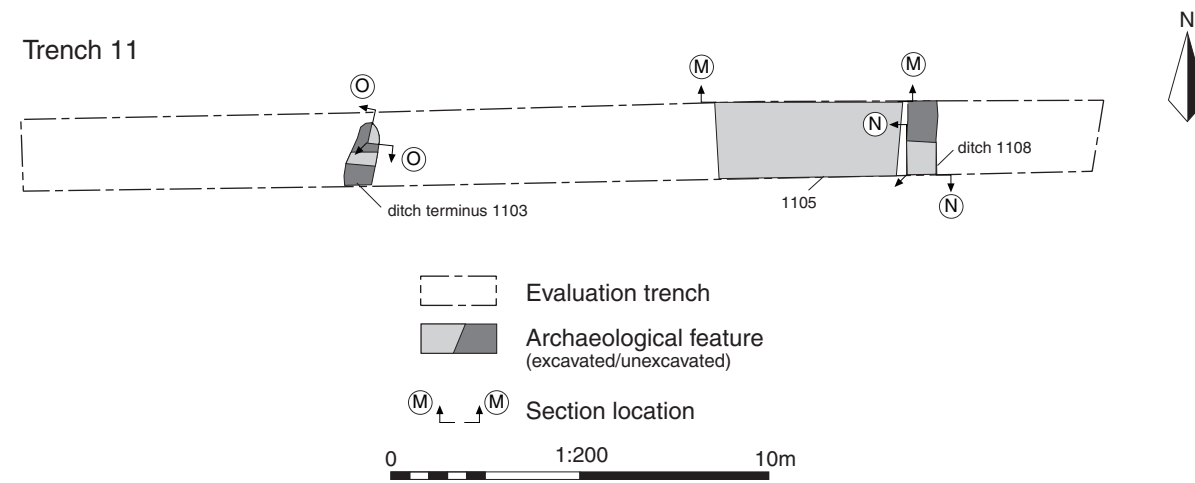 N
Trench 11
M
M
O
N
O
ditch 1108
ditch terminus 1103
1105
N
Evaluation trench
Archaeological feature
(excavated/unexcavated)
M M Section location
0 1:200 10m